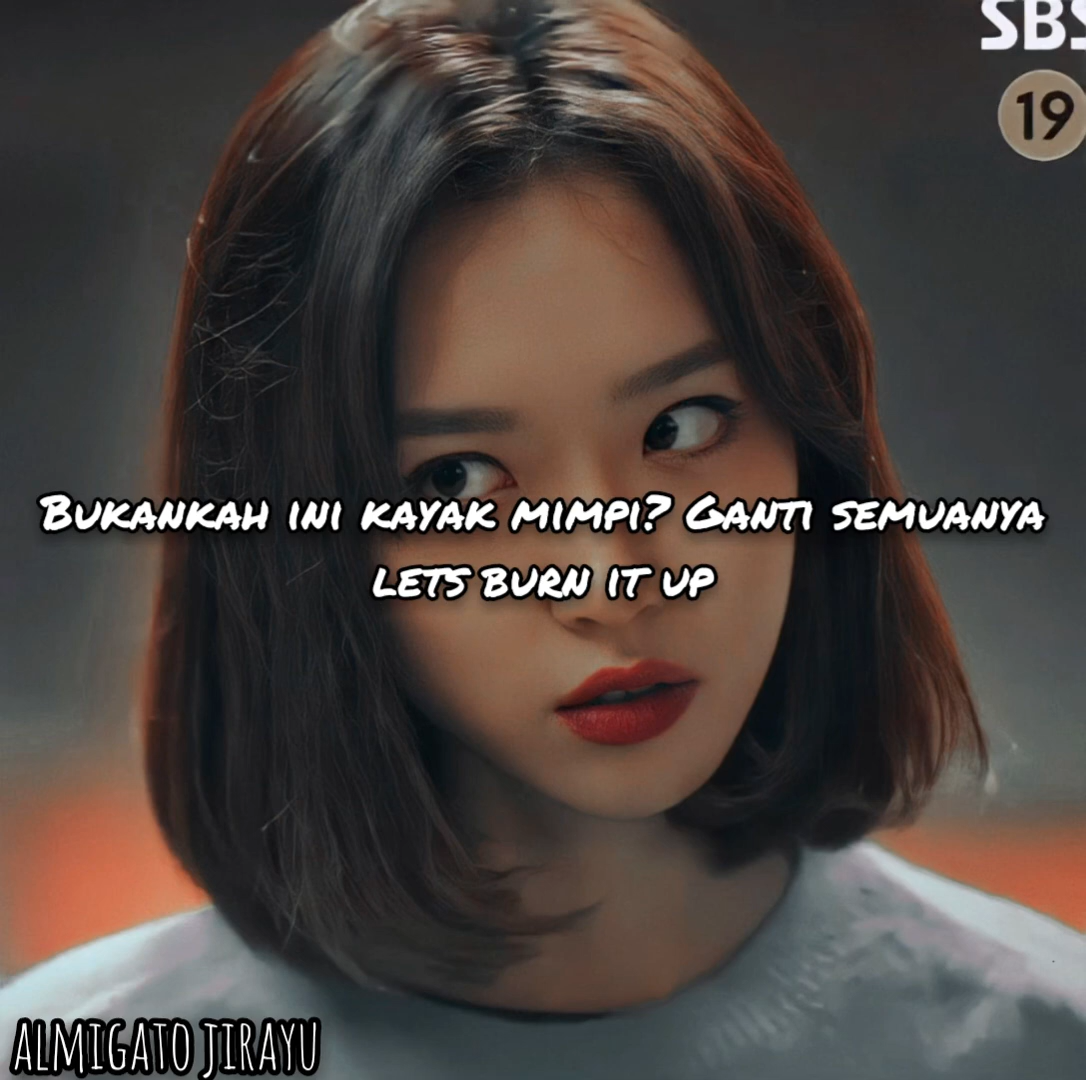 SBS
19
Bukankah ini kayak mimpi? Ganti semuanya
lets burn it up
ALMIGATO JIRAYU